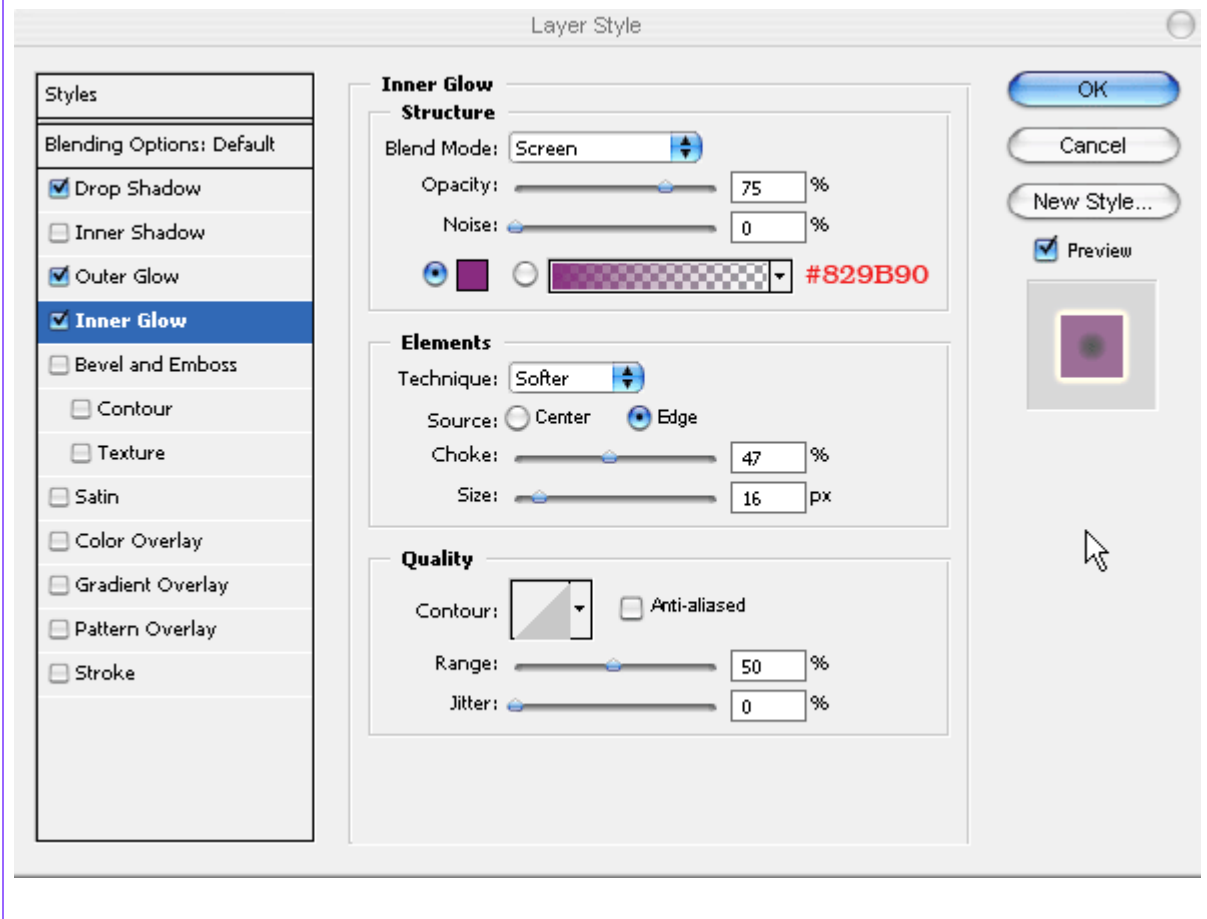 Layer Style
Styles
Blending Options: Default
Drop Shadow
Inner Shadow
Outer Glow
Inner Glow
Bevel and Emboss
Contour
Texture
Satin
Color Overlay
Gradient Overlay
Pattern Overlay
Stroke
Inner Glow
Structure
Blend Mode: Screen
Opacity: 75 %
Noise: 0 %
#829B90
Elements
Technique: Softer
Source: Center Edge
Choke: 47 %
Size: 16 px
Quality
Contour: Anti-aliased
Range: 50 %
Jitter: 0 %
OK
Cancel
New Style...
Preview